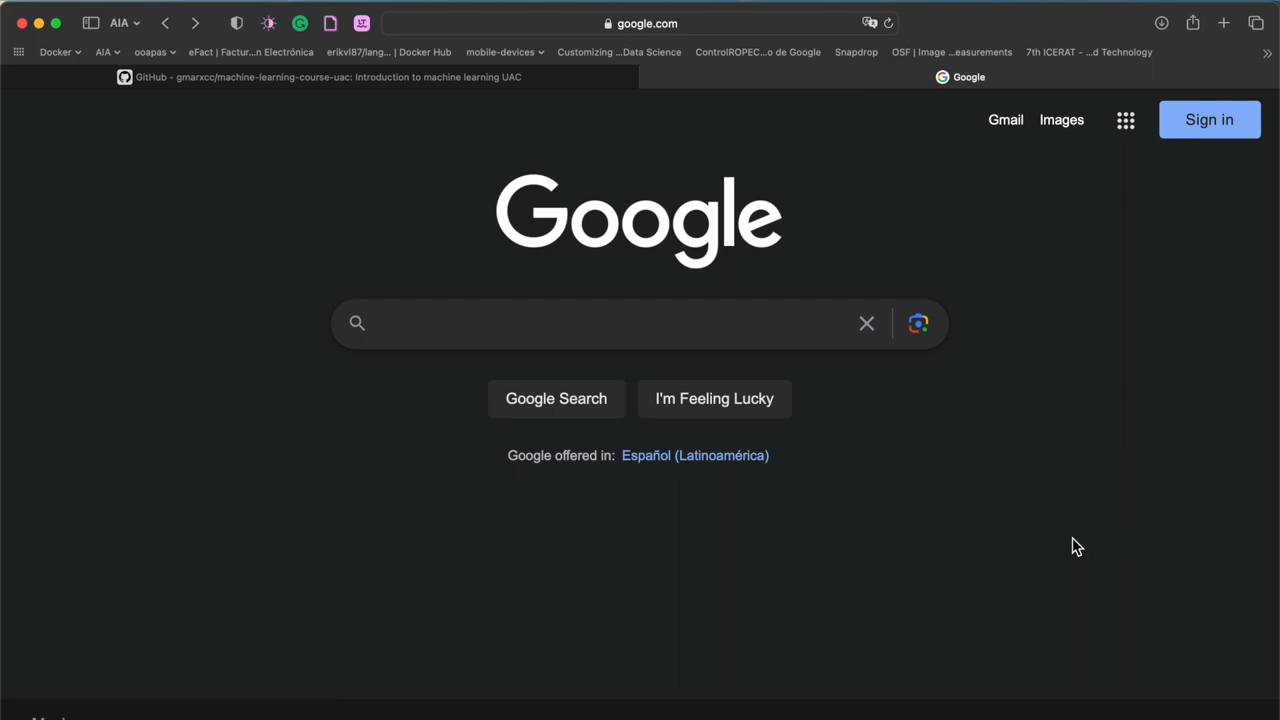 AIA
google.com
Docker AIA ooapas eFact | Factur...n Electrónica erikvl87/lang... | Docker Hub mobile-devices Customizing ...Data Science ControlROPEC...o de Google Snapdrop OSF | Image ...easurements 7th ICERAT - ...d Technology
GitHub - gmarxcc/machine-learning-course-uac: Introduction to machine learning UAC
Google
Gmail Images Sign in
Google
Google Search I'm Feeling Lucky
Google offered in: Español (Latinoamérica)